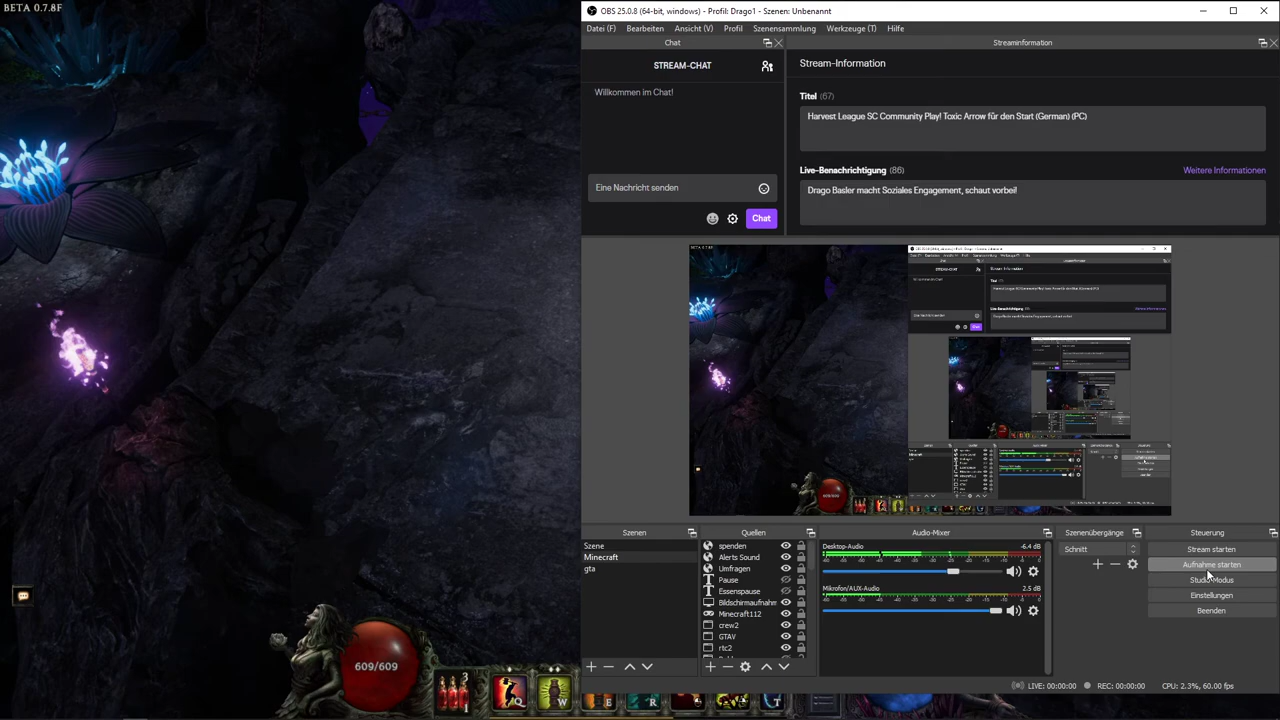 BETA 0.7.8F
OBS 25.0.8 (64-bit, windows) - Profil: Drago1 - Szenen: Unbenannt
Datei (F) Bearbeiten Ansicht (V) Profil Szenensammlung Werkzeuge (T) Hilfe
Chat
Streaminformation
STREAM-CHAT
Willkommen im Chat!
Eine Nachricht senden
Chat
Stream-Information
Titel (67)
Harvest League SC Community Play! Toxic Arrow für den Start (German) (PC)
Live-Benachrichtigung (86)
Weitere Informationen
Drago Basler macht Soziales Engagement, schaut vorbei!
Szenen
Szene
Minecraft
gta
Quellen
spenden
Alerts Sound
Umfragen
Pause
Essenspause
Bildschirmaufnahm
Minecraft112
crew2
GTAV
rtc2
Audio-Mixer
Desktop-Audio -6.4 dB
Mikrofon/AUX-Audio 2.5 dB
Szenenübergänge
Schnitt
Steuerung
Stream starten
Aufnahme starten
Studio-Modus
Einstellungen
Beenden
LIVE: 00:00:00 REC: 00:00:00 CPU: 2.3%, 60.00 fps
609/609
3
1
Q
W
E
R
T